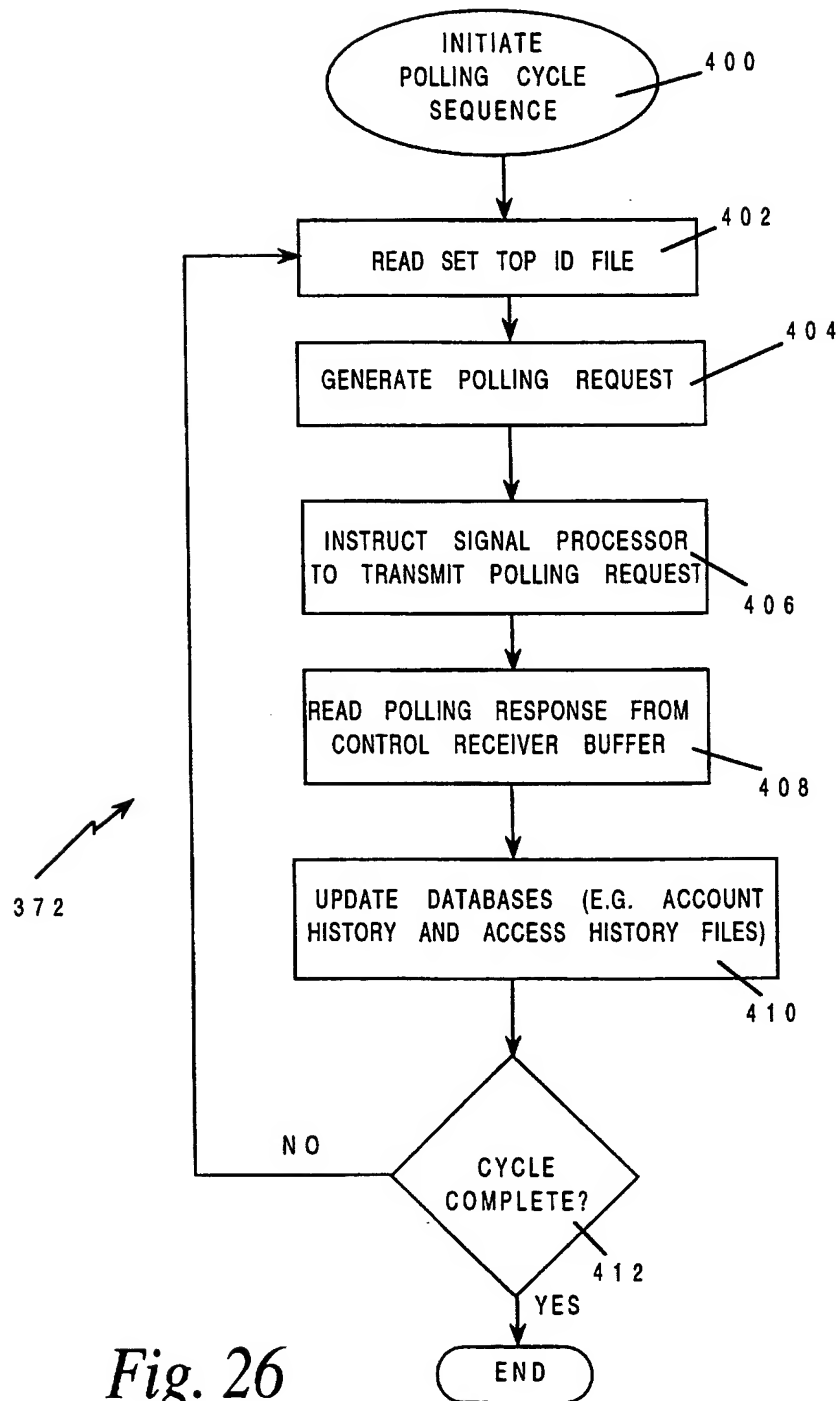 INITIATE
POLLING CYCLE
SEQUENCE
400
402
READ SET TOP ID FILE
404
GENERATE POLLING REQUEST
INSTRUCT SIGNAL PROCESSOR
TO TRANSMIT POLLING REQUEST
406
READ POLLING RESPONSE FROM
CONTROL RECEIVER BUFFER
408
372
UPDATE DATABASES (E.G. ACCOUNT
HISTORY AND ACCESS HISTORY FILES)
410
NO
CYCLE
COMPLETE?
412
YES
END
Fig. 26